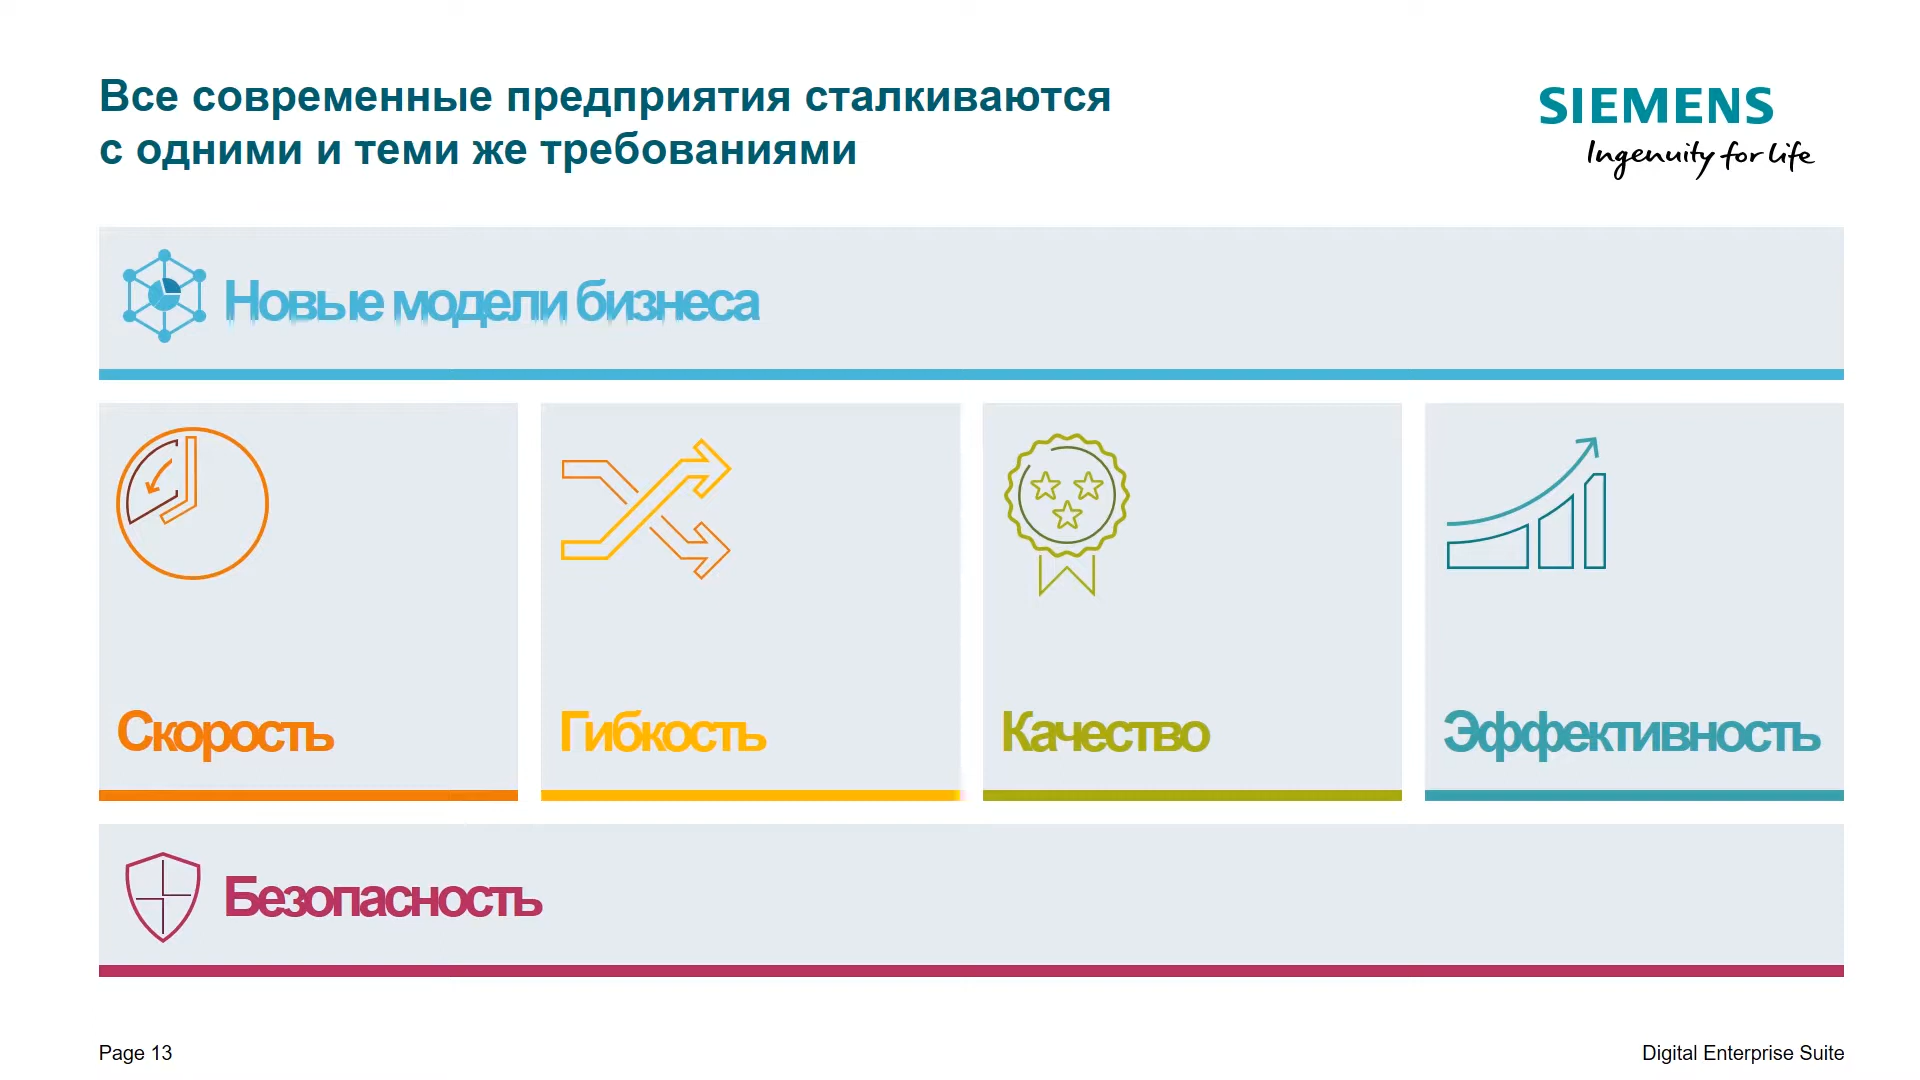 Все современные предприятия сталкиваются
с одними и теми же требованиями
SIEMENS
Ingenuity for life
Новые модели бизнеса
Скорость
Гибкость
Качество
Эффективность
Безопасность
Page 13
Digital Enterprise Suite